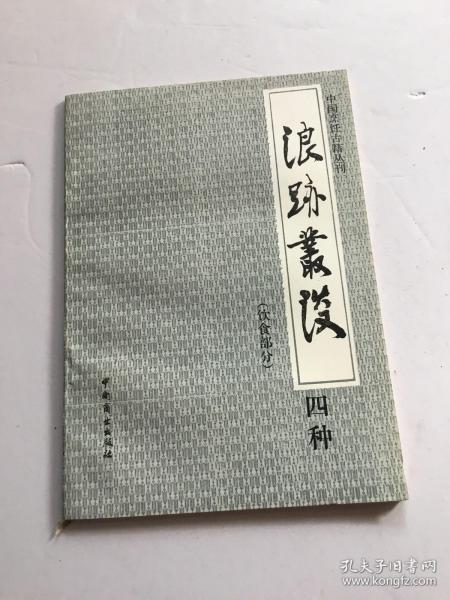 中国烹饪古籍丛刊
浪跡叢談
四种
(饮食部分)
中国商业出版社
孔夫子旧书网
www.kongfz.com